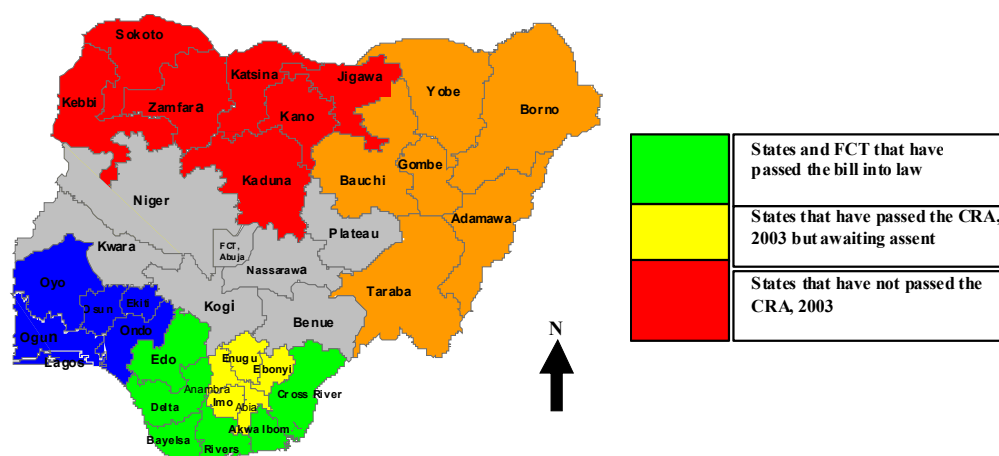 Sokoto
Katsina
Jigawa
Yobe
Borno
Kebbi
Zamfara
Kano
Gombe
Bauchi
Kaduna
Niger
Adamawa
Plateau
Kwara
FCT,
Abuja
Nassarawa
Oyo
Taraba
Kogi
Ekiti
Benue
Ondo
Ogun
Lagos
Edo
Enugu
Ebonyi
Anambra
Cross River
Imo
Abia
Delta
Akwa Ibom
Bayelsa
Rivers
N
States and FCT that have
passed the bill into law
States that have passed the CRA,
2003 but awaiting assent
States that have not passed the
CRA, 2003